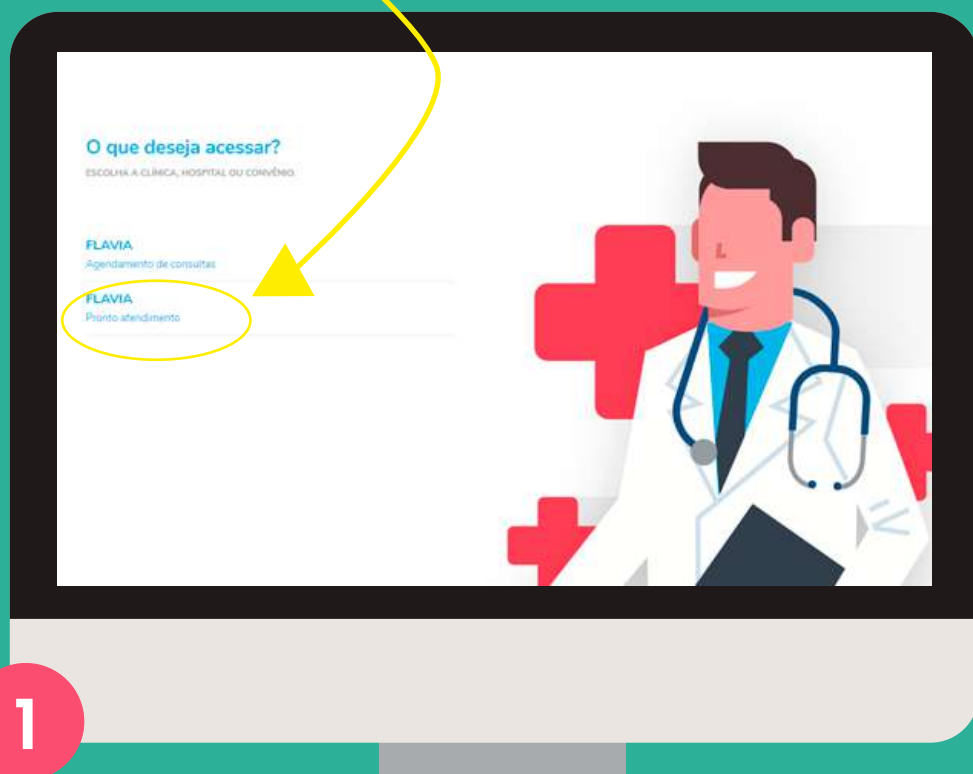 O que deseja acessar?
ESCOLHA A CLÍNICA, HOSPITAL OU CONVÊNIO.
FLAVIA
Agendamento de consultas
FLAVIA
Pronto atendimento
1